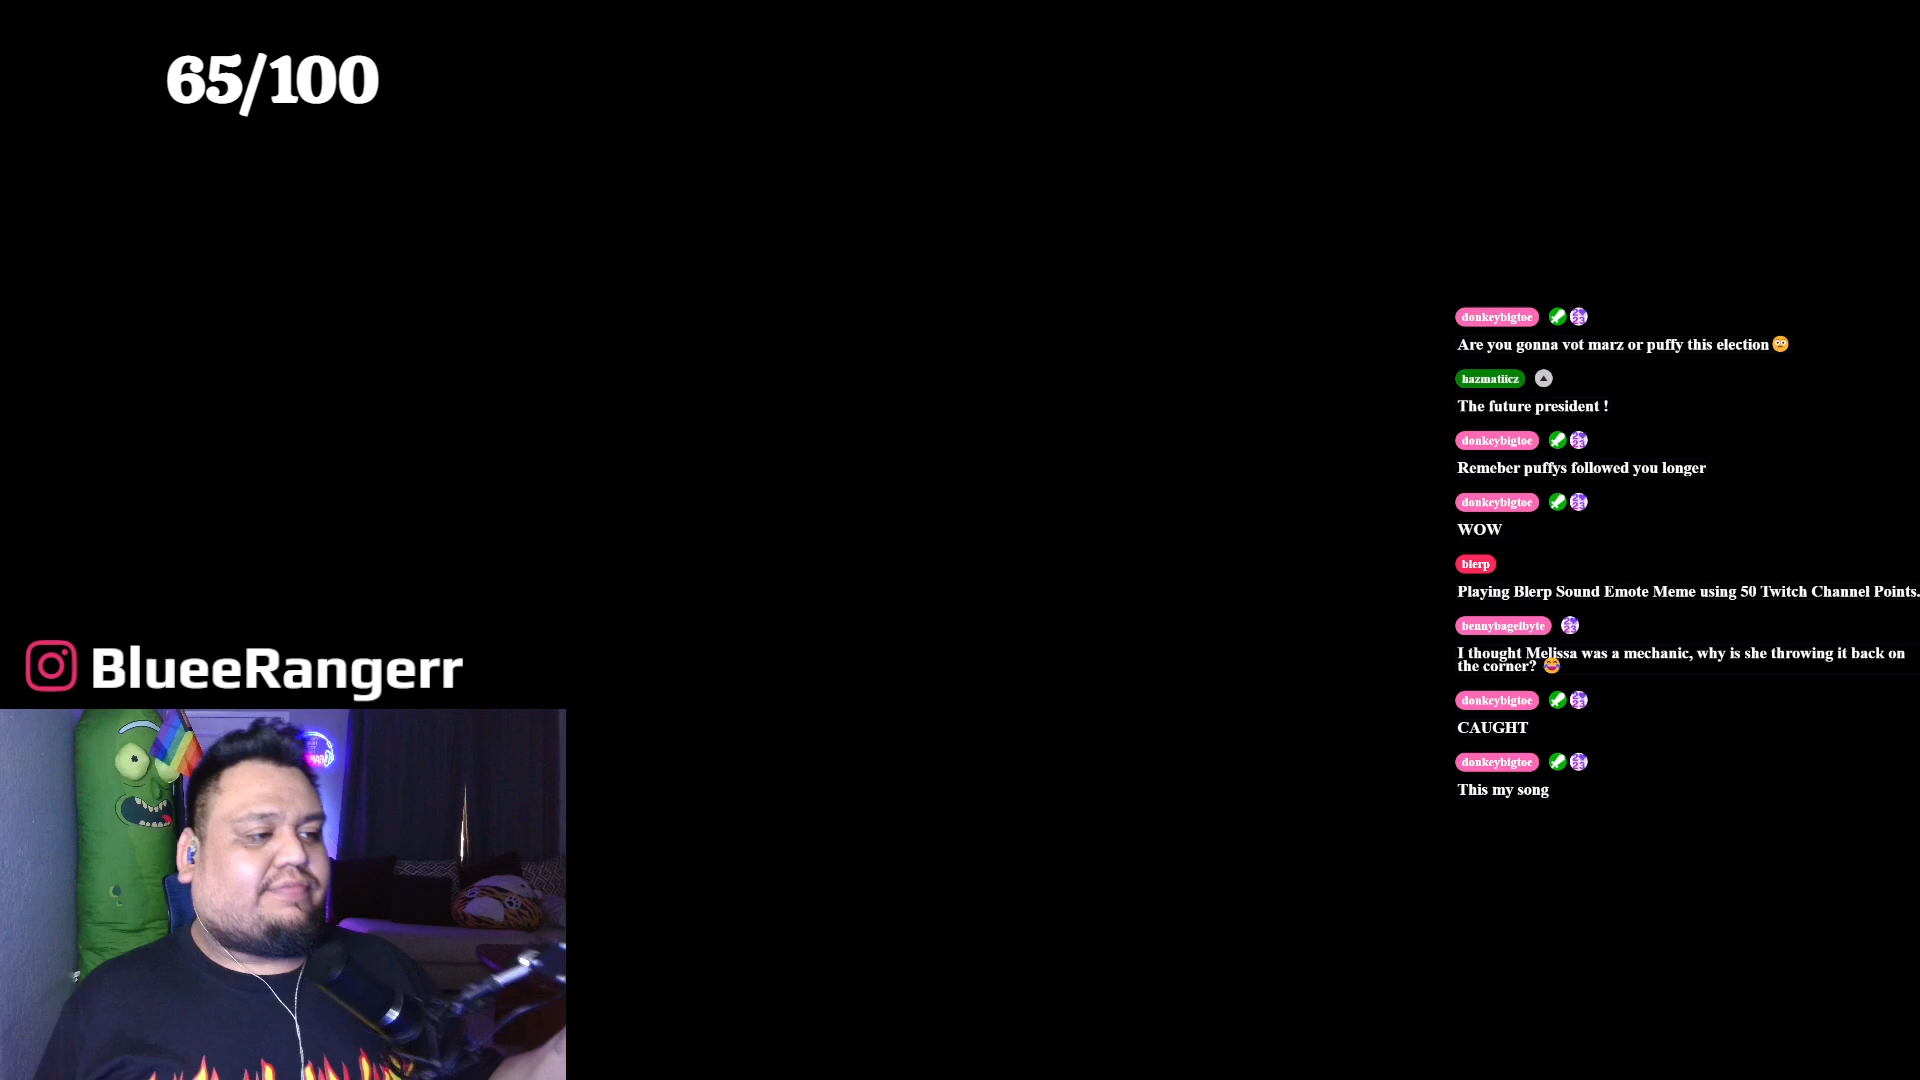 65/100
donkeybigtoe
Are you gonna vot marz or puffy this election
hazmatiicz
The future president !
donkeybigtoe
Remeber puffys followed you longer
donkeybigtoe
WOW
blerp
Playing Blerp Sound Emote Meme using 50 Twitch Channel Points.
bennybagelbyte
I thought Melissa was a mechanic, why is she throwing it back on
the corner?
donkeybigtoe
CAUGHT
donkeybigtoe
This my song
BlueeRangerr